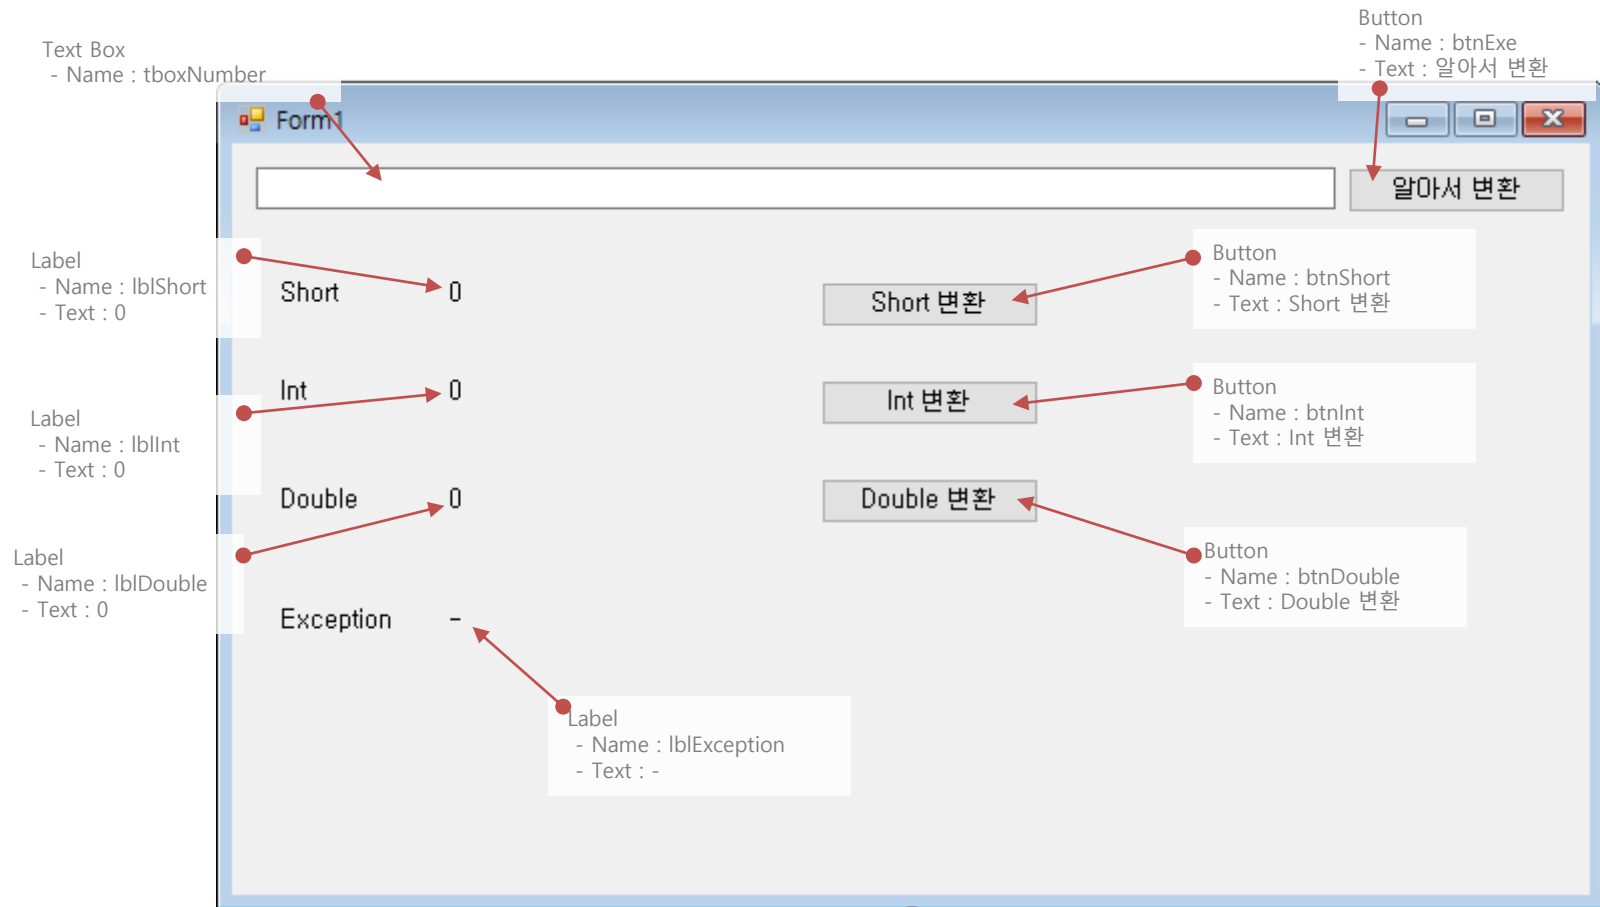 Button
- Name : btnExe
- Text : 알아서 변환
Text Box
- Name : tboxNumber
Form1
알아서 변환
Label
- Name : lblShort
- Text : 0
Short
0
Short 변환
Button
- Name : btnShort
- Text : Short 변환
Label
- Name : lblInt
- Text : 0
Int
0
Int 변환
Button
- Name : btnInt
- Text : Int 변환
Label
- Name : lblDouble
- Text : 0
Double
0
Double 변환
Button
- Name : btnDouble
- Text : Double 변환
Exception
-
Label
- Name : lblException
- Text : -